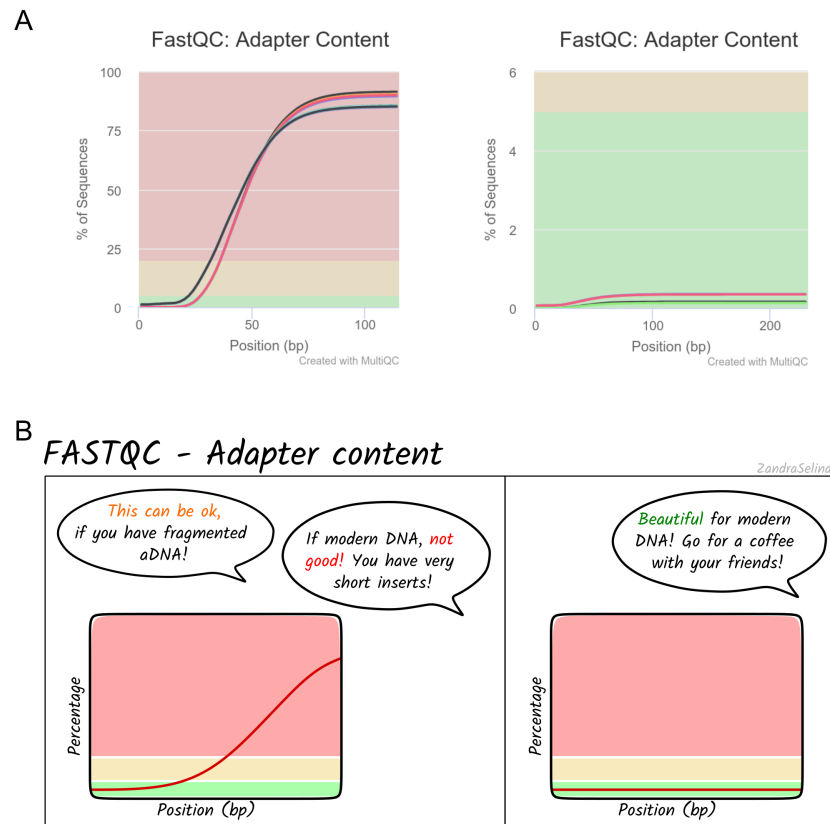 A
FastQC: Adapter Content
100
75
50
25
0
% of Sequences
0
50
100
Position (bp)
Created with MultiQC
FastQC: Adapter Content
6
4
2
0
% of Sequences
0
100
200
Position (bp)
Created with MultiQC
B
FASTQC - Adapter content
ZandraSelina
This can be ok,
if you have fragmented
aDNA!
If modern DNA, not
good! You have very
short inserts!
Percentage
Position (bp)
Beautiful for modern
DNA! Go for a coffee
with your friends!
Percentage
Position (bp)